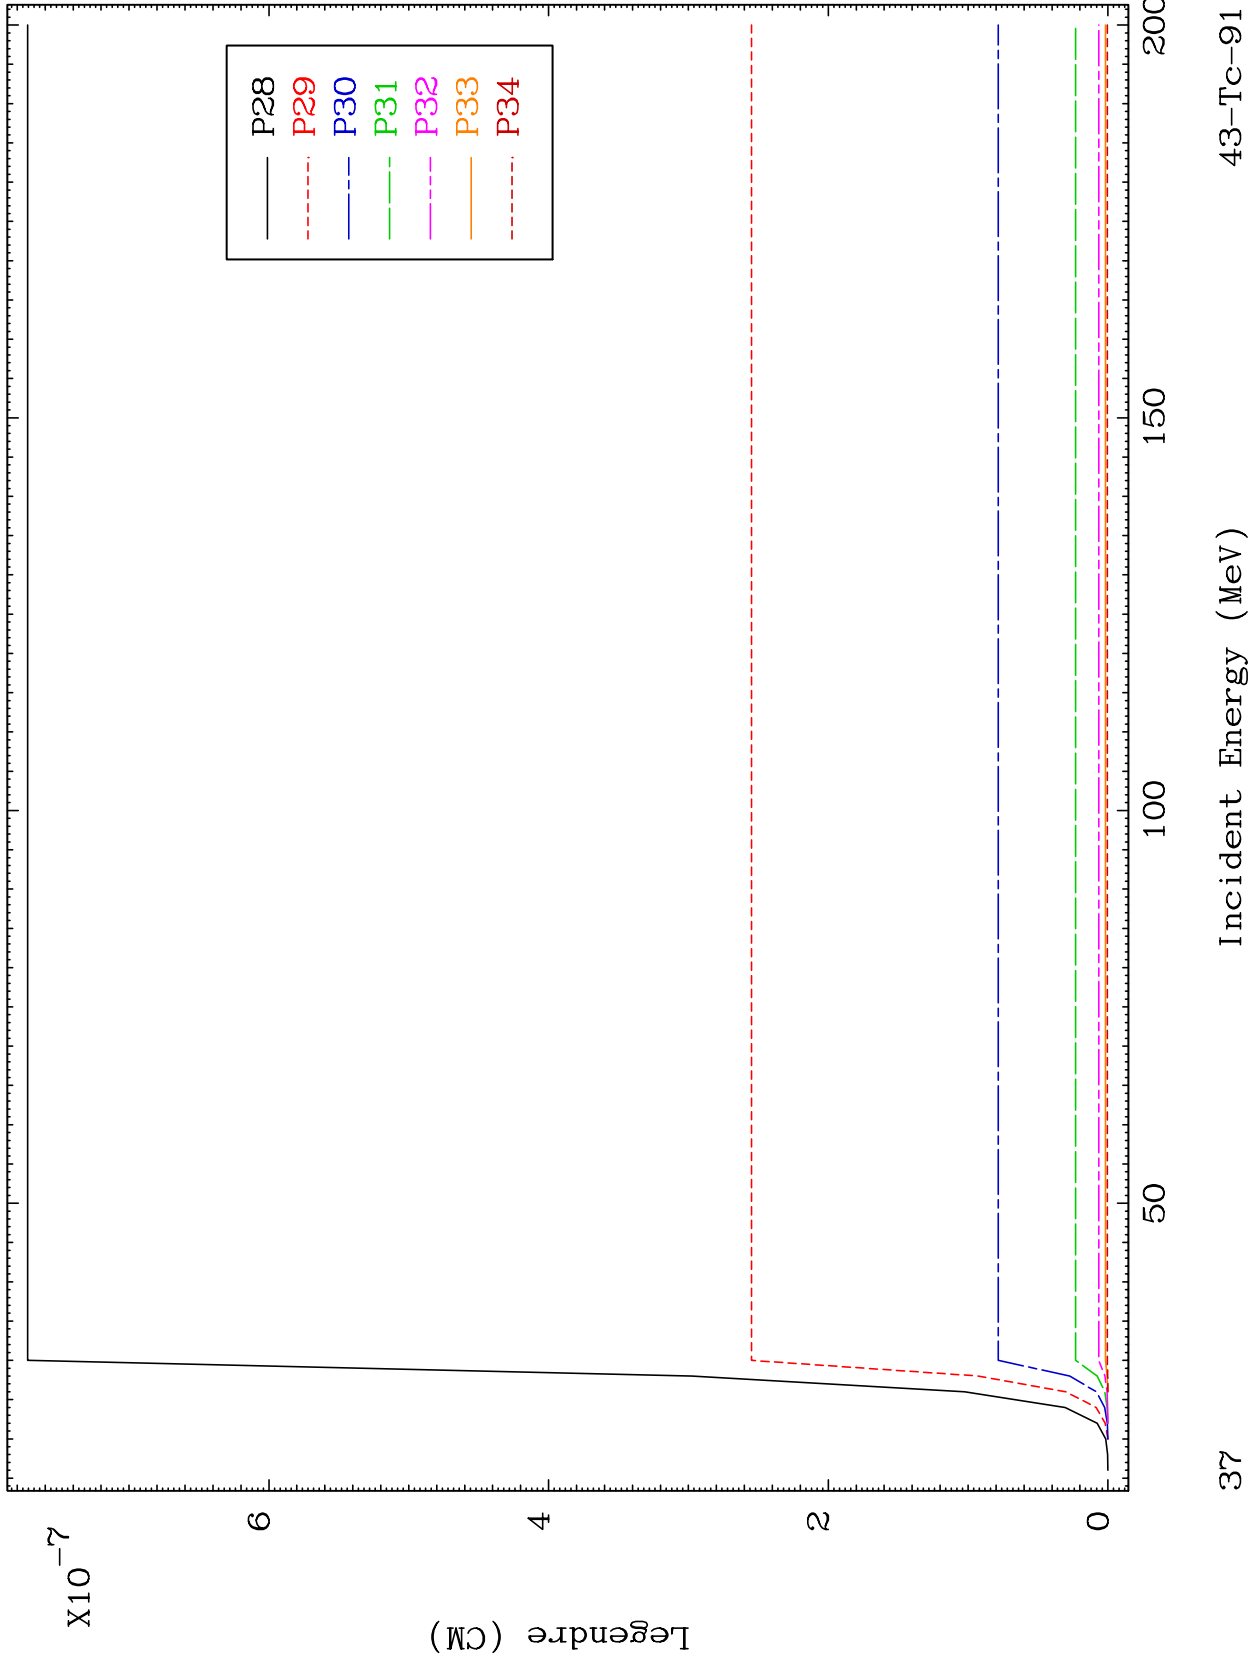 X10-7
6
4
2
0
Legendre (CM)
P28
P29
P30
P31
P32
P33
P34
50
100
150
200
Incident Energy (MeV)
37
43-Tc-91